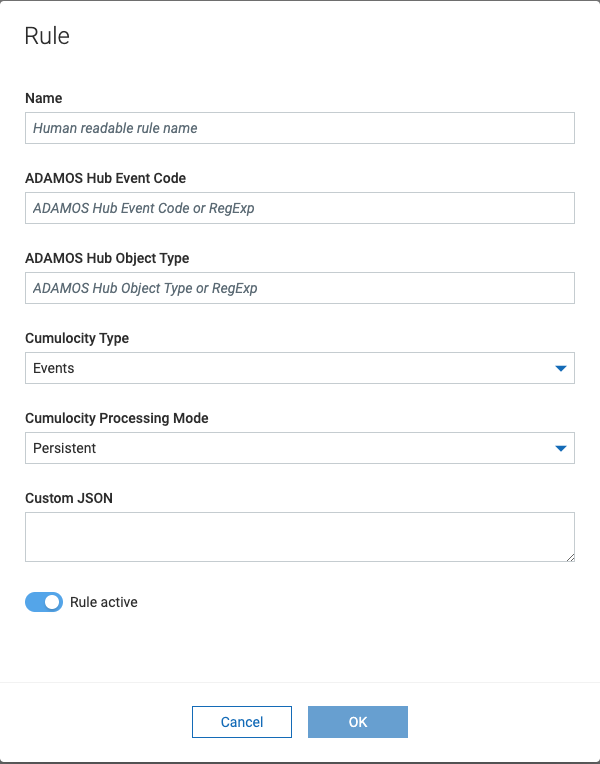 Rule
Name
Human readable rule name
ADAMOS Hub Event Code
ADAMOS Hub Event Code or RegExp
ADAMOS Hub Object Type
ADAMOS Hub Object Type or RegExp
Cumulocity Type
Events
Cumulocity Processing Mode
Persistent
Custom JSON
Rule active
Cancel OK